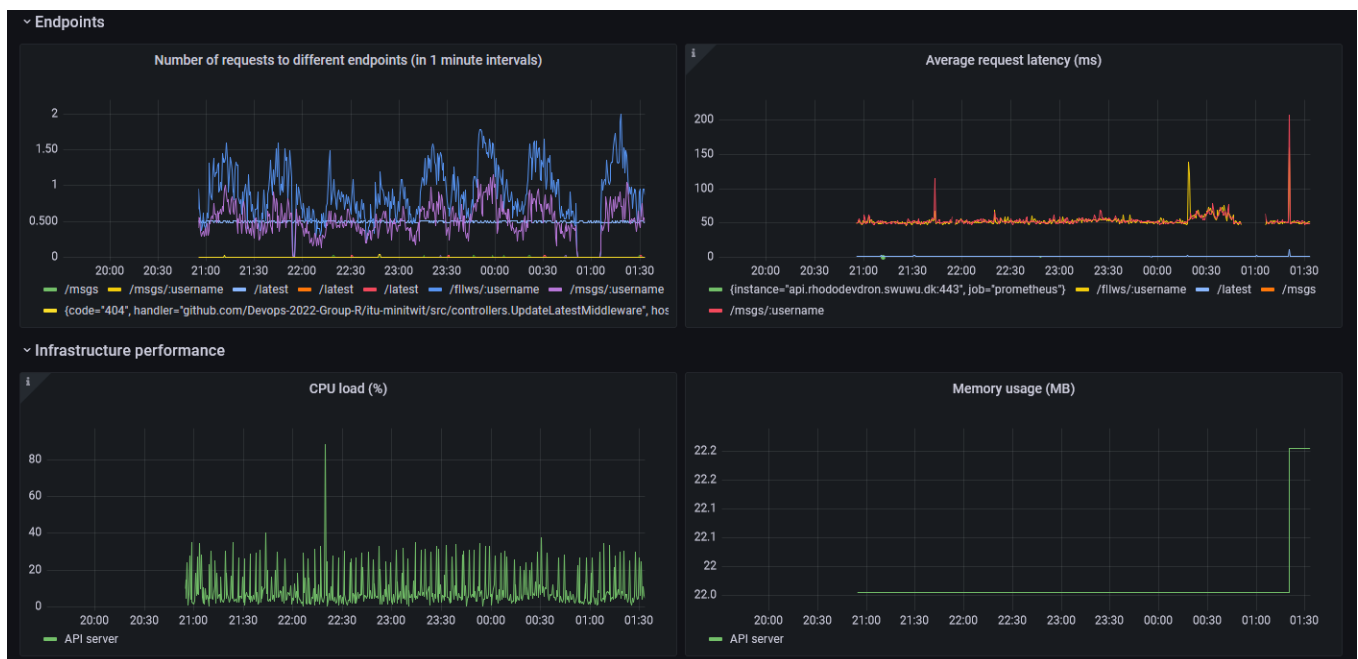 Endpoints
Number of requests to different endpoints (in 1 minute intervals)
2
1.50
1
0.500
0
20:00 20:30 21:00 21:30 22:00 22:30 23:00 23:30 00:00 00:30 01:00 01:30
/msgs /msgs/:username /latest /latest /latest /fllws/:username /msgs/:username
{code="404", handler="github.com/Devops-2022-Group-R/itu-minitwit/src/controllers.UpdateLatestMiddleware", hos
i
Average request latency (ms)
200
150
100
50
0
20:00 20:30 21:00 21:30 22:00 22:30 23:00 23:30 00:00 00:30 01:00 01:30
{instance="api.rhododevdron.swuwu.dk:443", job="prometheus"} /fllws/:username /latest /msgs
/msgs/:username
Infrastructure performance
i
CPU load (%)
80
60
40
20
0
20:00 20:30 21:00 21:30 22:00 22:30 23:00 23:30 00:00 00:30 01:00 01:30
API server
Memory usage (MB)
22.2
22.2
22.1
22.1
22
22.0
20:00 20:30 21:00 21:30 22:00 22:30 23:00 23:30 00:00 00:30 01:00 01:30
API server